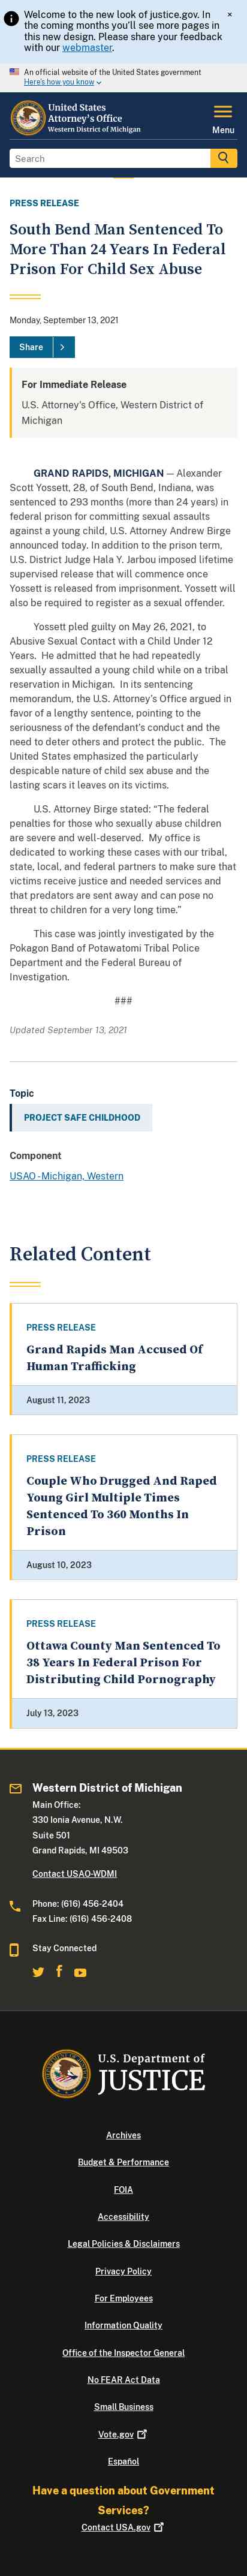 Welcome to the new look of justice.gov. In
the coming months you'll see more pages in
this new design. Please share your feedback
with our webmaster.
×
An official website of the United States government
Here's how you know
United States
Attorney's Office
Western District of Michigan
Menu
Search
PRESS RELEASE
South Bend Man Sentenced To
More Than 24 Years In Federal
Prison For Child Sex Abuse
Monday, September 13, 2021
Share
For Immediate Release
U.S. Attorney's Office, Western District of
Michigan
GRAND RAPIDS, MICHIGAN — Alexander
Scott Yossett, 28, of South Bend, Indiana, was
sentenced to 293 months (more than 24 years) in
federal prison for committing sexual assaults
against a young child, U.S. Attorney Andrew Birge
announced today. In addition to the prison term,
U.S. District Judge Hala Y. Jarbou imposed lifetime
supervised release that will commence once
Yossett is released from imprisonment. Yossett will
also be required to register as a sexual offender.
Yossett pled guilty on May 26, 2021, to
Abusive Sexual Contact with a Child Under 12
Years. He admitted that he had repeatedly
sexually assaulted a young child while at a tribal
reservation in Michigan. In its sentencing
memorandum, the U.S. Attorney's Office argued in
favor of a lengthy sentence, pointing to the
seriousness of the defendant's conduct and the
need to deter others and protect the public. The
United States emphasized the particularly
despicable nature of child sexual abuse and the
lasting scars it leaves on its victims.
U.S. Attorney Birge stated: "The federal
penalties for those who sexually abuse children
are severe and well-deserved. My office is
dedicated to working with these with our tribal,
state, local, and federal partners to make sure that
victims receive justice and needed services and
that perpetrators are sent away and can pose no
threat to children for a very long time."
This case was jointly investigated by the
Pokagon Band of Potawatomi Tribal Police
Department and the Federal Bureau of
Investigation.
###
Updated September 13, 2021
Topic
PROJECT SAFE CHILDHOOD
Component
USAO - Michigan, Western
Related Content
PRESS RELEASE
Grand Rapids Man Accused Of
Human Trafficking
August 11, 2023
PRESS RELEASE
Couple Who Drugged And Raped
Young Girl Multiple Times
Sentenced To 360 Months In
Prison
August 10, 2023
PRESS RELEASE
Ottawa County Man Sentenced To
38 Years In Federal Prison For
Distributing Child Pornography
July 13, 2023
Western District of Michigan
Main Office:
330 Ionia Avenue, N.W.
Suite 501
Grand Rapids, MI 49503
Contact USAO-WDMI
Phone: (616) 456-2404
Fax Line: (616) 456-2408
Stay Connected
U.S. Department of
JUSTICE
Archives
Budget & Performance
FOIA
Accessibility
Legal Policies & Disclaimers
Privacy Policy
For Employees
Information Quality
Office of the Inspector General
No FEAR Act Data
Small Business
Vote.gov
Español
Have a question about Government
Services?
Contact USA.gov